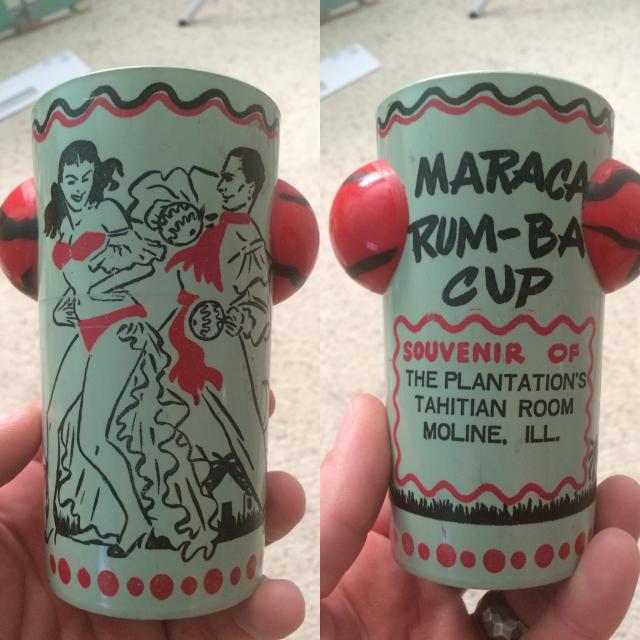 MARACA
RUM-BA
CUP
SOUVENIR OF
THE PLANTATION'S
TAHITIAN ROOM
MOLINE, ILL.